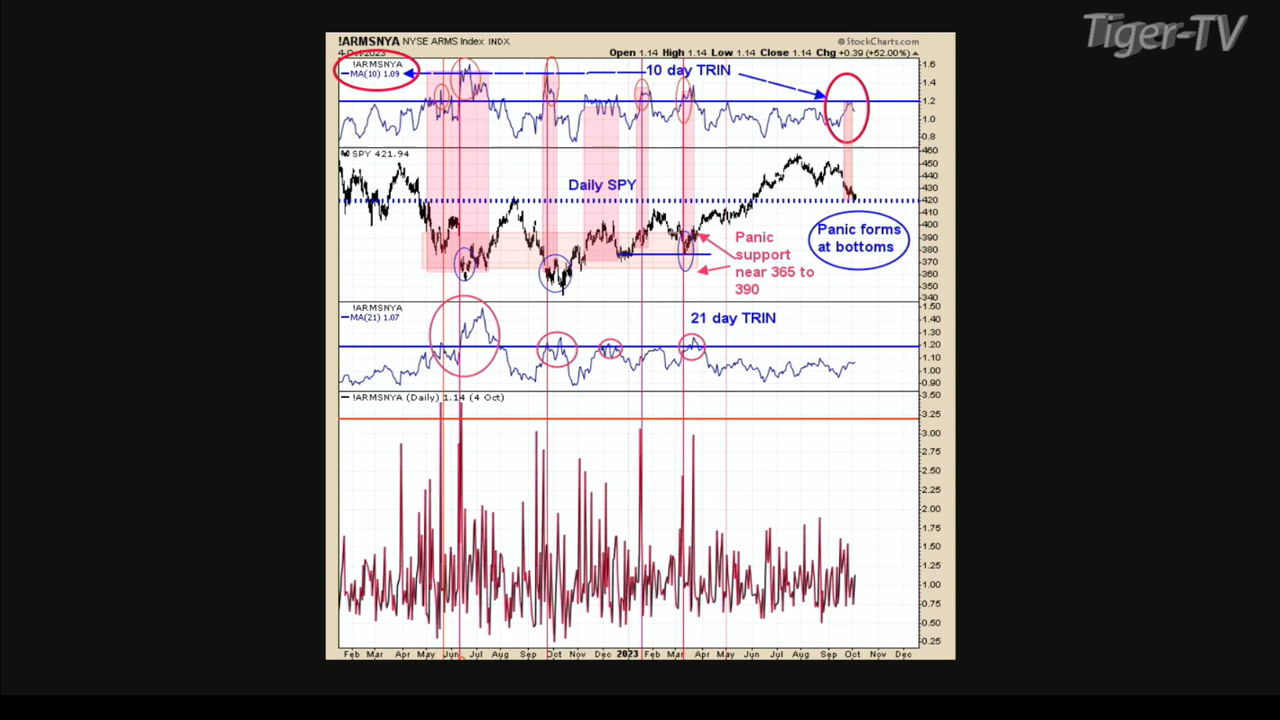 Tiger-TV
!ARMSNYA NYSE ARMS Index INDX
© StockCharts.com
4-Oct-2023
Open 1.14 High 1.14 Low 1.14 Close 1.14 Chg +0.39 (+52.00%)
!ARMSNYA
MA(10) 1.09
10 day TRIN
1.6
1.4
1.2
1.0
0.8
SPY 421.94
Daily SPY
460
450
440
430
420
410
400
390
380
370
360
350
340
Panic forms
at bottoms
Panic
support
near 365 to
390
!ARMSNYA
MA(21) 1.07
21 day TRIN
1.50
1.40
1.30
1.20
1.10
1.00
0.90
!ARMSNYA (Daily) 1.14 (4 Oct)
3.50
3.25
3.00
2.75
2.50
2.25
2.00
1.75
1.50
1.25
1.00
0.75
0.50
0.25
Feb Mar Apr May Jun Jul Aug Sep Oct Nov Dec 2023 Feb Mar Apr May Jun Jul Aug Sep Oct Nov Dec